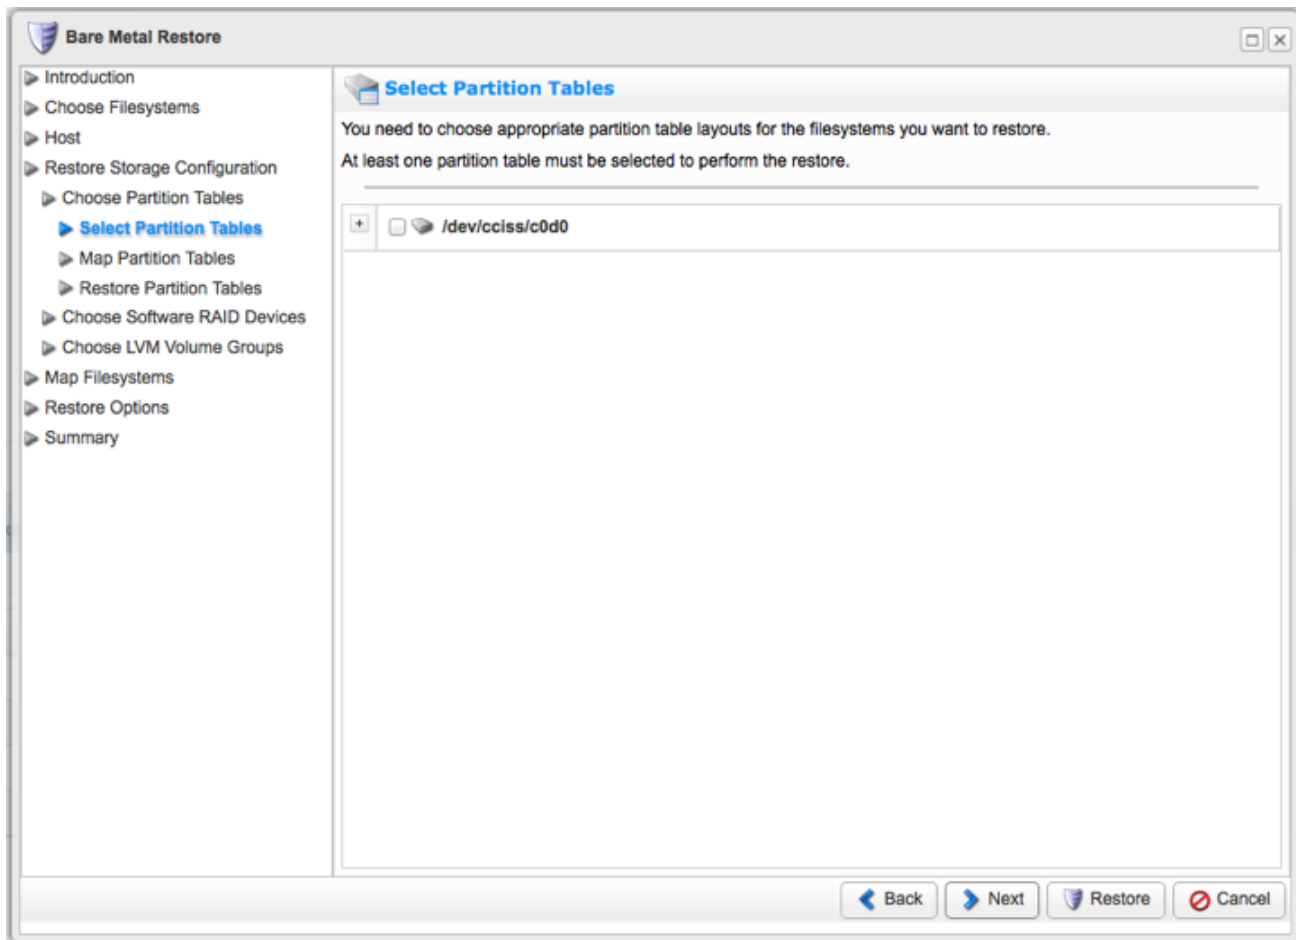 Bare Metal Restore
Introduction
Choose Filesystems
Host
Restore Storage Configuration
Choose Partition Tables
Select Partition Tables
Map Partition Tables
Restore Partition Tables
Choose Software RAID Devices
Choose LVM Volume Groups
Map Filesystems
Restore Options
Summary
Select Partition Tables
You need to choose appropriate partition table layouts for the filesystems you want to restore.
At least one partition table must be selected to perform the restore.
/dev/cciss/c0d0
Back
Next
Restore
Cancel